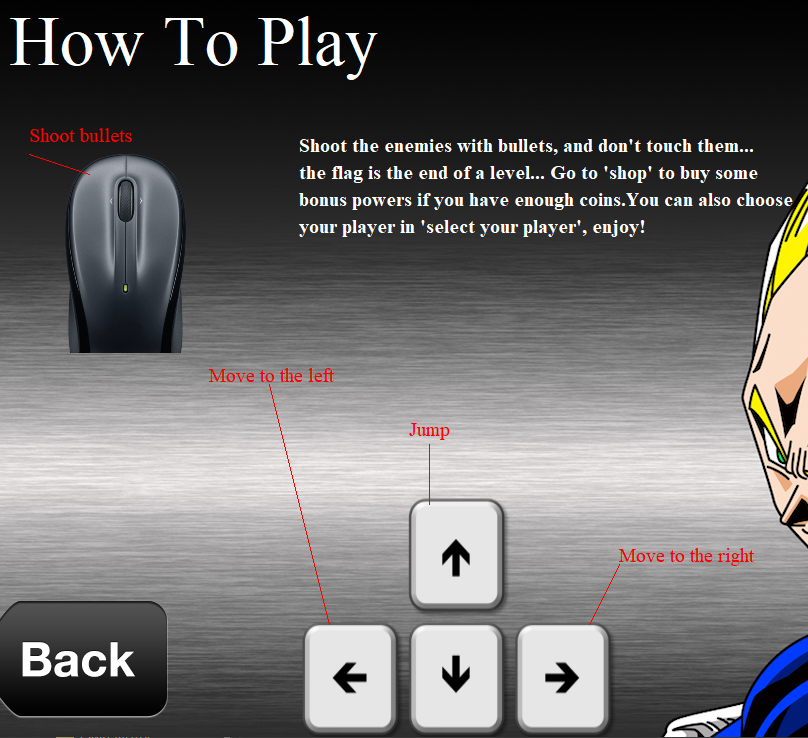 How To Play
Shoot bullets
Shoot the enemies with bullets, and don't touch them...
the flag is the end of a level... Go to 'shop' to buy some
bonus powers if you have enough coins.You can also choose
your player in 'select your player', enjoy!
Move to the left
Jump
Move to the right
Back